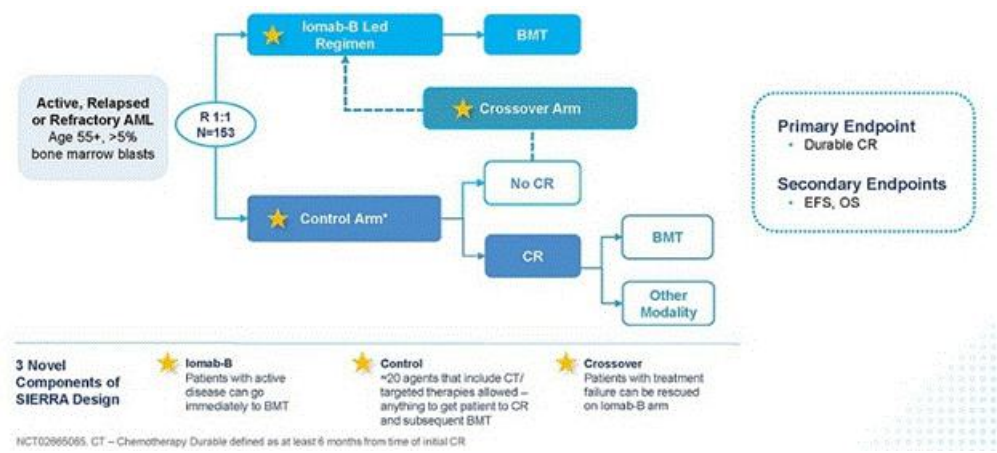 Iomab-B Led
Regimen
BMT
Active, Relapsed
or Refractory AML
Age 55+, >5%
bone marrow blasts
R 1:1
N=153
Crossover Arm
No CR
Control Arm*
CR
BMT
Other
Modality
Primary Endpoint
• Durable CR
Secondary Endpoints
• EFS, OS
3 Novel
Components of
SIERRA Design
Iomab-B
Patients with active
disease can go
immediately to BMT
Control
*~20 agents that include CT/
targeted therapies allowed –
anything to get patient to CR
and subsequent BMT
Crossover
Patients with treatment
failure can be rescued
on Iomab-B arm
NCT02665065, CT – Chemotherapy Durable defined as at least 6 months from time of initial CR